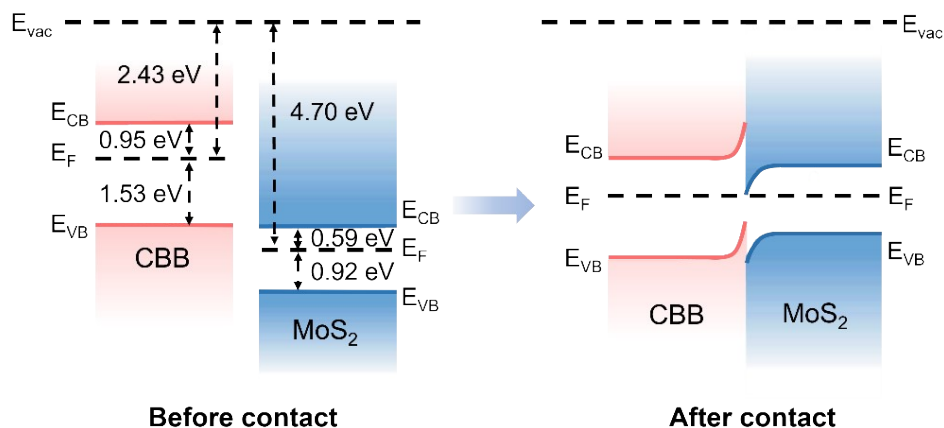 E_vac
2.43 eV
4.70 eV
E_CB
0.95 eV
E_F
1.53 eV
E_VB
CBB
E_CB
0.59 eV
E_F
0.92 eV
E_VB
MoS₂
Before contact
E_vac
E_CB
E_CB
E_F
E_F
E_VB
E_VB
CBB
MoS₂
After contact